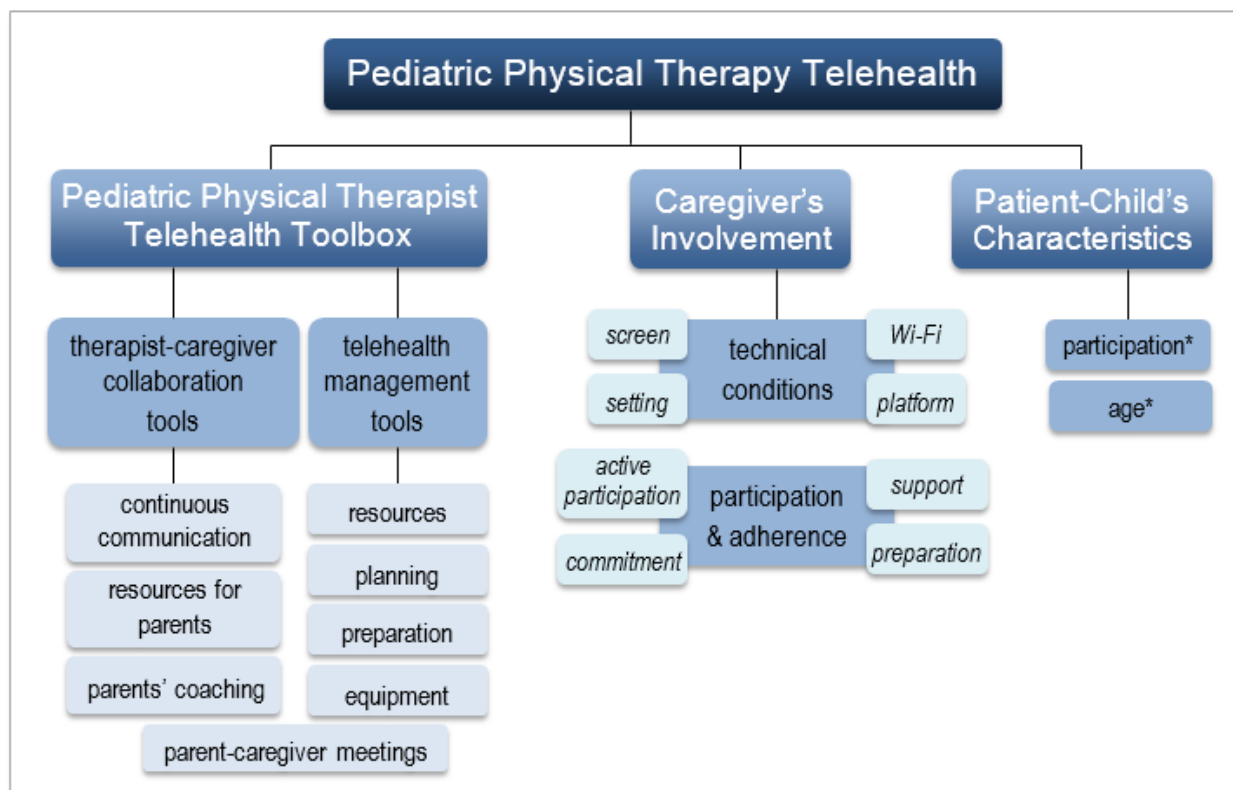 Pediatric Physical Therapy Telehealth
Pediatric Physical Therapist
Telehealth Toolbox
therapist-caregiver
collaboration
tools
continuous
communication
resources for
parents
parents’ coaching
telehealth
management
tools
resources
planning
preparation
equipment
parent-caregiver meetings
Caregiver’s
Involvement
screen
setting
technical
conditions
Wi-Fi
platform
active
participation
commitment
participation
& adherence
support
preparation
Patient-Child’s
Characteristics
participation*
age*